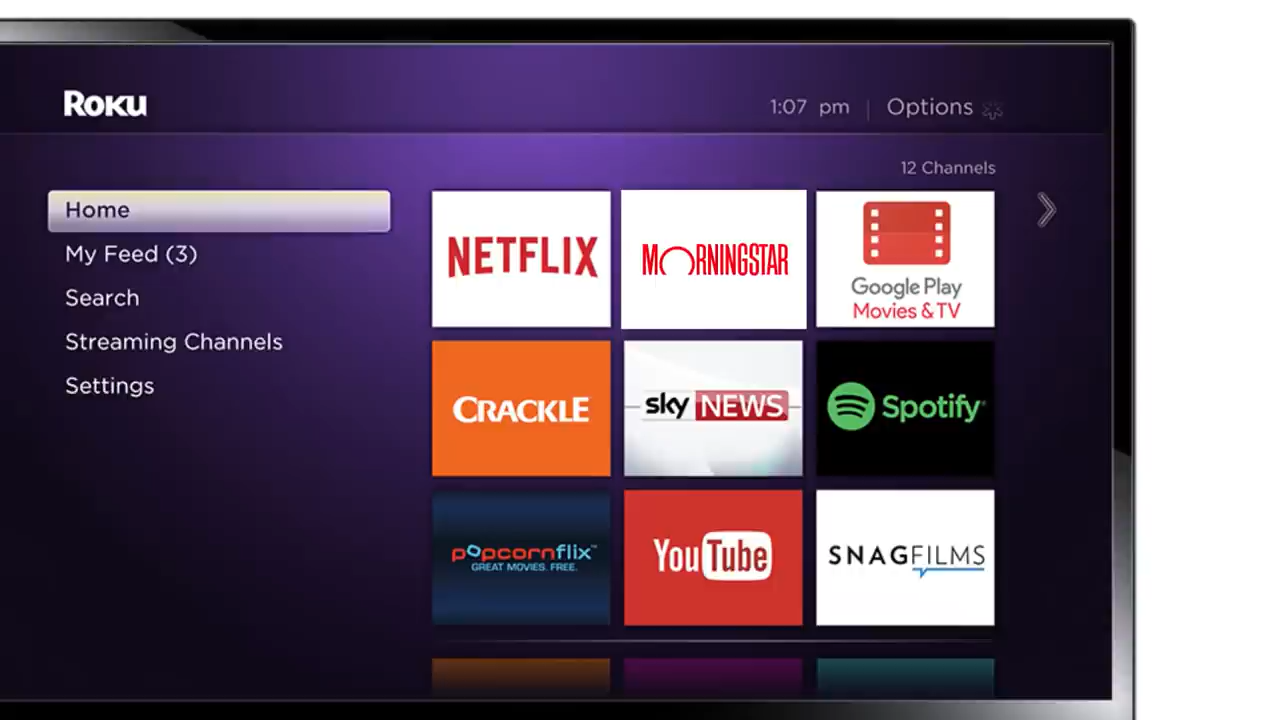 ROKU
1:07 pm | Options
12 Channels
Home
My Feed (3)
Search
Streaming Channels
Settings
NETFLIX
MORNINGSTAR
Google Play
Movies & TV
CRACKLE
sky NEWS
Spotify
popcornflix™
GREAT MOVIES. FREE.
YouTube
SNAGFILMS